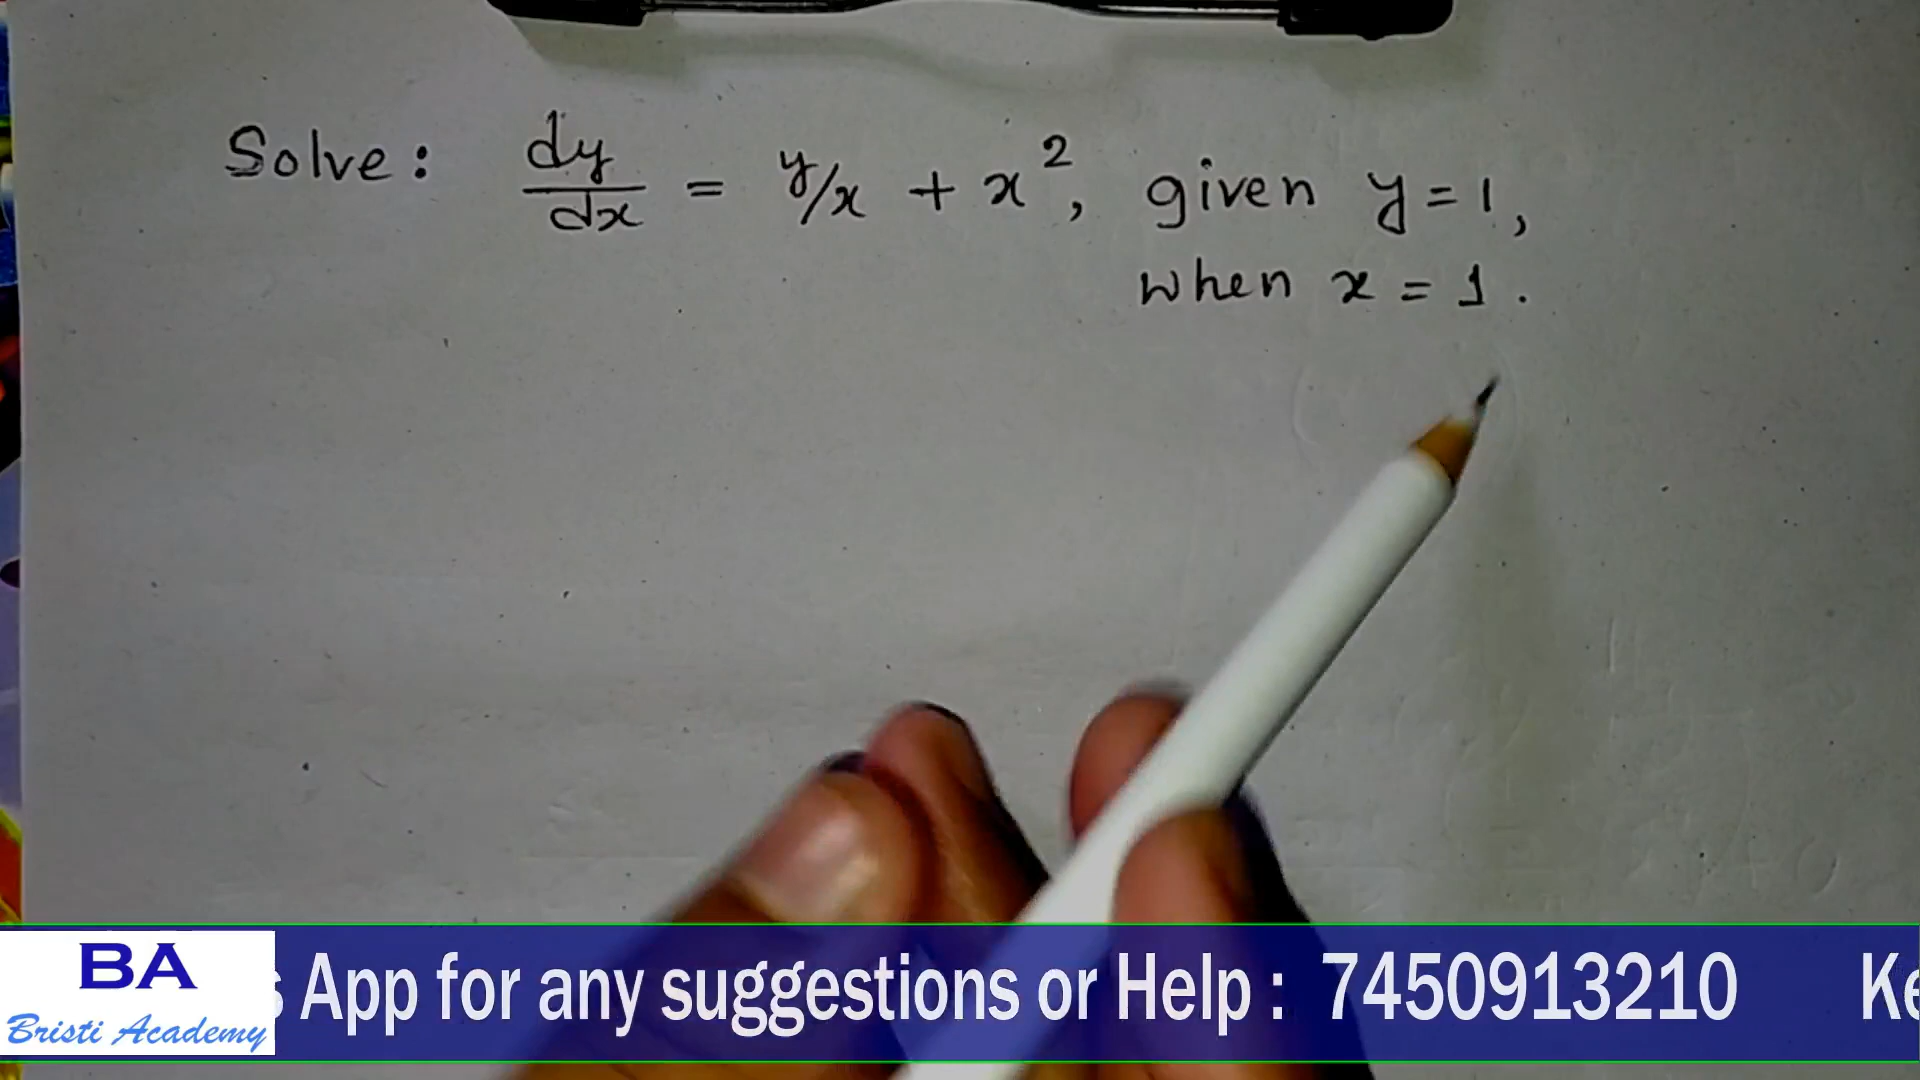 Solve: dy/dx = y/x + x², given y = 1,
when x = 1.
BA
Bristi Academy
App for any suggestions or Help : 7450913210